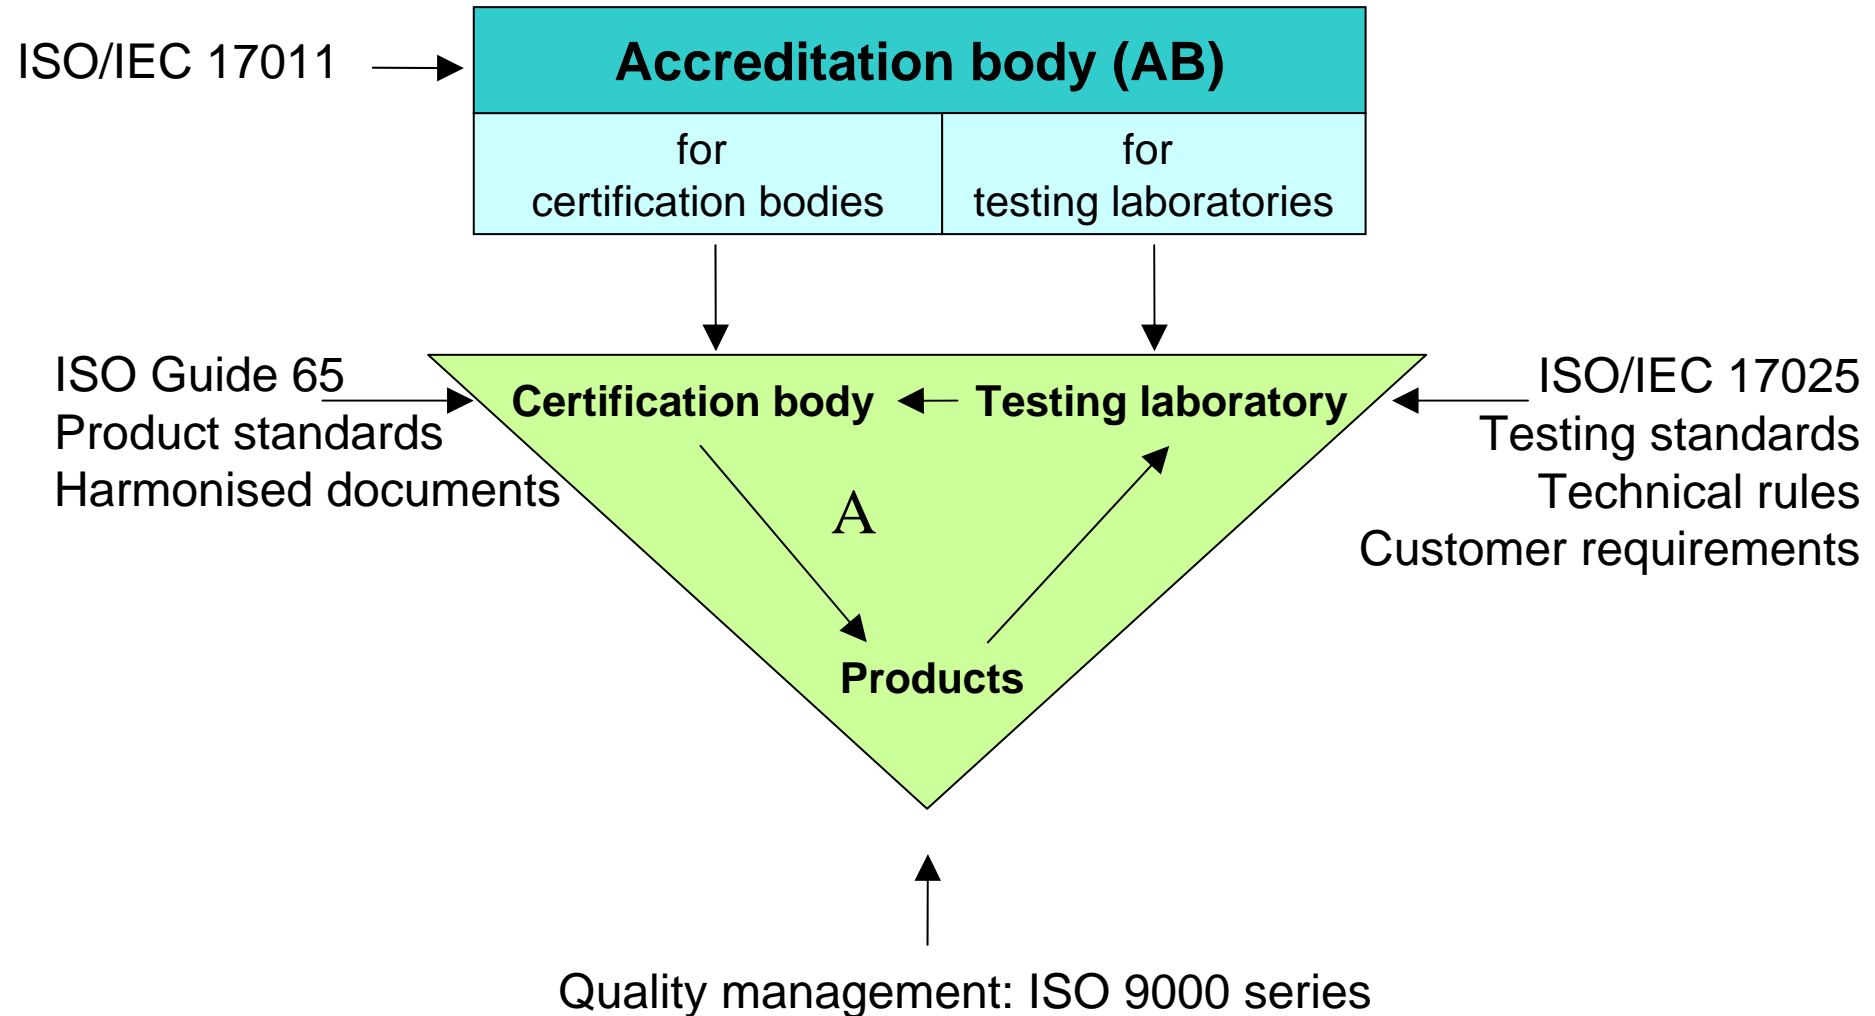 ISO/IEC 17011
Accreditation body (AB)
for
certification bodies
for
testing laboratories
ISO Guide 65
Product standards
Harmonised documents
Certification body
Testing laboratory
ISO/IEC 17025
Testing standards
Technical rules
Customer requirements
A
Products
Quality management: ISO 9000 series